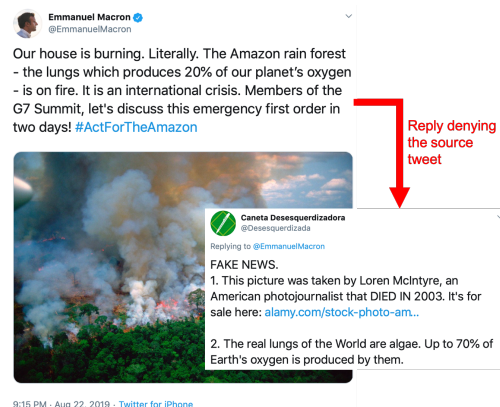 Emmanuel Macron
@EmmanuelMacron
Our house is burning. Literally. The Amazon rain forest
- the lungs which produces 20% of our planet's oxygen
- is on fire. It is an international crisis. Members of the
G7 Summit, let's discuss this emergency first order in
two days! #ActForTheAmazon
Reply denying
the source
tweet
Caneta Desesquerdizadora
@Desesquerdizada
Replying to @EmmanuelMacron
FAKE NEWS.
1. This picture was taken by Loren McIntyre, an
American photojournalist that DIED IN 2003. It's for
sale here: alamy.com/stock-photo-am...
2. The real lungs of the World are algae. Up to 70% of
Earth's oxygen is produced by them.
9:15 PM · Aug 22, 2019 · Twitter for iPhone